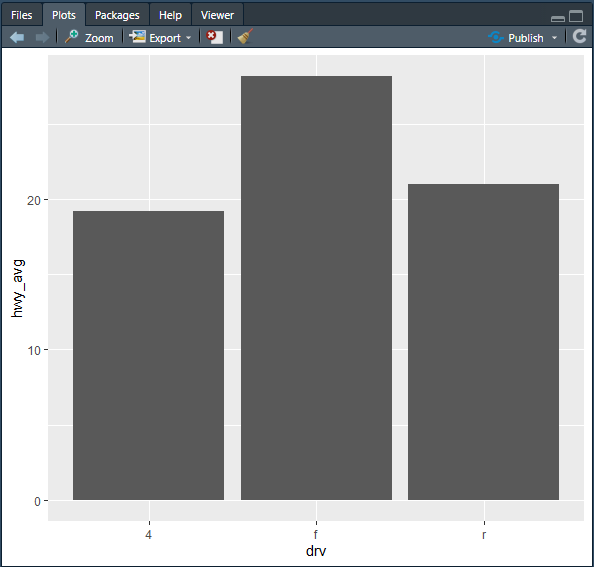 Files Plots Packages Help Viewer
Zoom Export Publish
hwy_avg
20
10
0
4 f r
drv